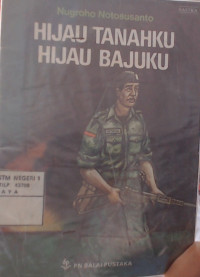 Nugroho Notosusanto
HIJAU TANAHKU
HIJAU BAJUKU
PN BALAI PUSTAKA